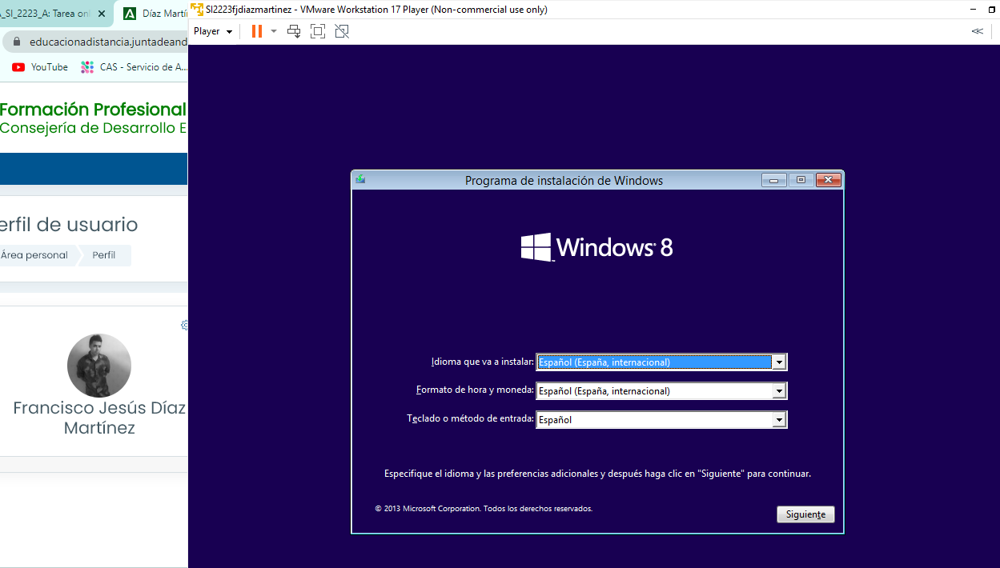 _SI_2223_A: Tarea onl
Díaz Martí
educacionadistancia.juntadeand
YouTube
CAS - Servicio de A...
Formación Profesional
Consejería de Desarrollo E
erfil de usuario
Área personal
Perfil
Francisco Jesús Díaz
Martínez
SI2223fjdiazmartinez - VMware Workstation 17 Player (Non-commercial use only)
Player
Programa de instalación de Windows
Windows 8
Idioma que va a instalar: Español (España, internacional)
Formato de hora y moneda: Español (España, internacional)
Teclado o método de entrada: Español
Especifique el idioma y las preferencias adicionales y después haga clic en "Siguiente" para continuar.
© 2013 Microsoft Corporation. Todos los derechos reservados.
Siguiente